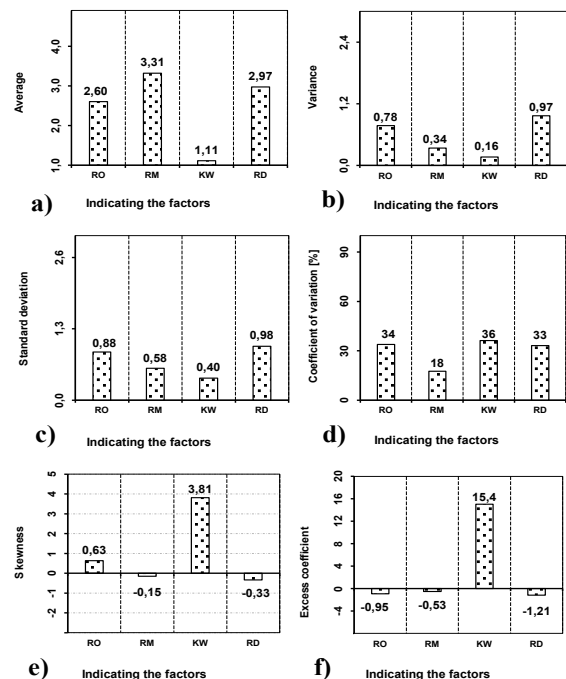 Average
4,0
3,0
2,0
1,0
2,60
3,31
1,11
2,97
RO
RM
KW
RD
a)
Indicating the factors
Variance
2,4
1,2
0,0
0,78
0,34
0,16
0,97
RO
RM
KW
RD
b)
Indicating the factors
Standard deviation
2,6
1,3
0,0
0,88
0,58
0,40
0,98
RO
RM
KW
RD
c)
Indicating the factors
Coefficient of variation [%]
90
60
30
0
34
18
36
33
RO
RM
KW
RD
d)
Indicating the factors
S kewness
5
4
3
2
1
0
-1
-2
0,63
-0,15
3,81
-0,33
RO
RM
KW
RD
e)
Indicating the factors
Excess coefficient
20
16
12
8
4
0
-4
-0,95
-0,53
15,4
-1,21
RO
RM
KW
RD
f)
Indicating the factors